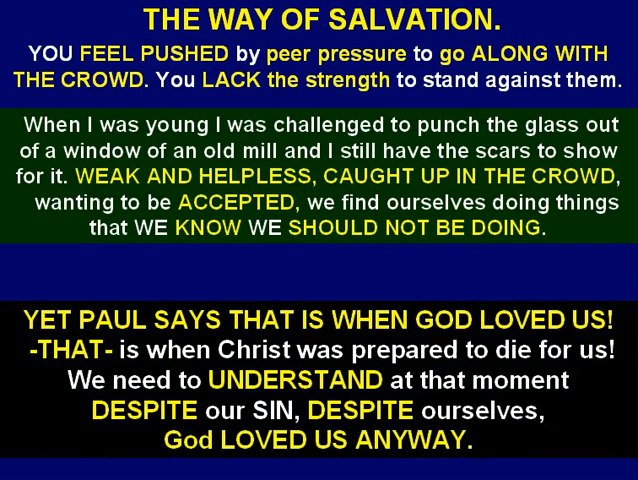 THE WAY OF SALVATION.
YOU FEEL PUSHED by peer pressure to go ALONG WITH
THE CROWD. You LACK the strength to stand against them.
When I was young I was challenged to punch the glass out
of a window of an old mill and I still have the scars to show
for it. WEAK AND HELPLESS, CAUGHT UP IN THE CROWD,
wanting to be ACCEPTED, we find ourselves doing things
that WE KNOW WE SHOULD NOT BE DOING.
YET PAUL SAYS THAT IS WHEN GOD LOVED US!
-THAT- is when Christ was prepared to die for us!
We need to UNDERSTAND at that moment
DESPITE our SIN, DESPITE ourselves,
God LOVED US ANYWAY.